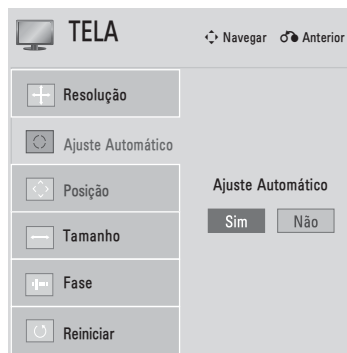 TELA
Navegar Anterior
Resolução
Ajuste Automático
Posição
Tamanho
Fase
Reiniciar
Ajuste Automático
Sim Não